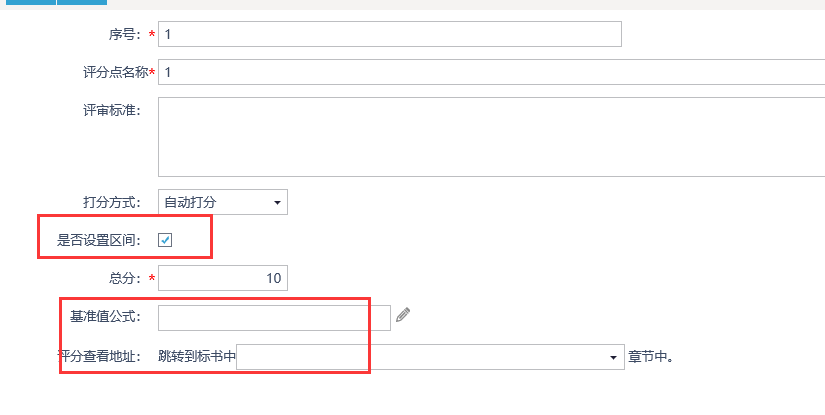 序号：* 1
评分点名称* 1
评审标准：
打分方式： 自动打分
是否设置区间：
总分：* 10
基准值公式：
评分查看地址： 跳转到标书中 章节中。